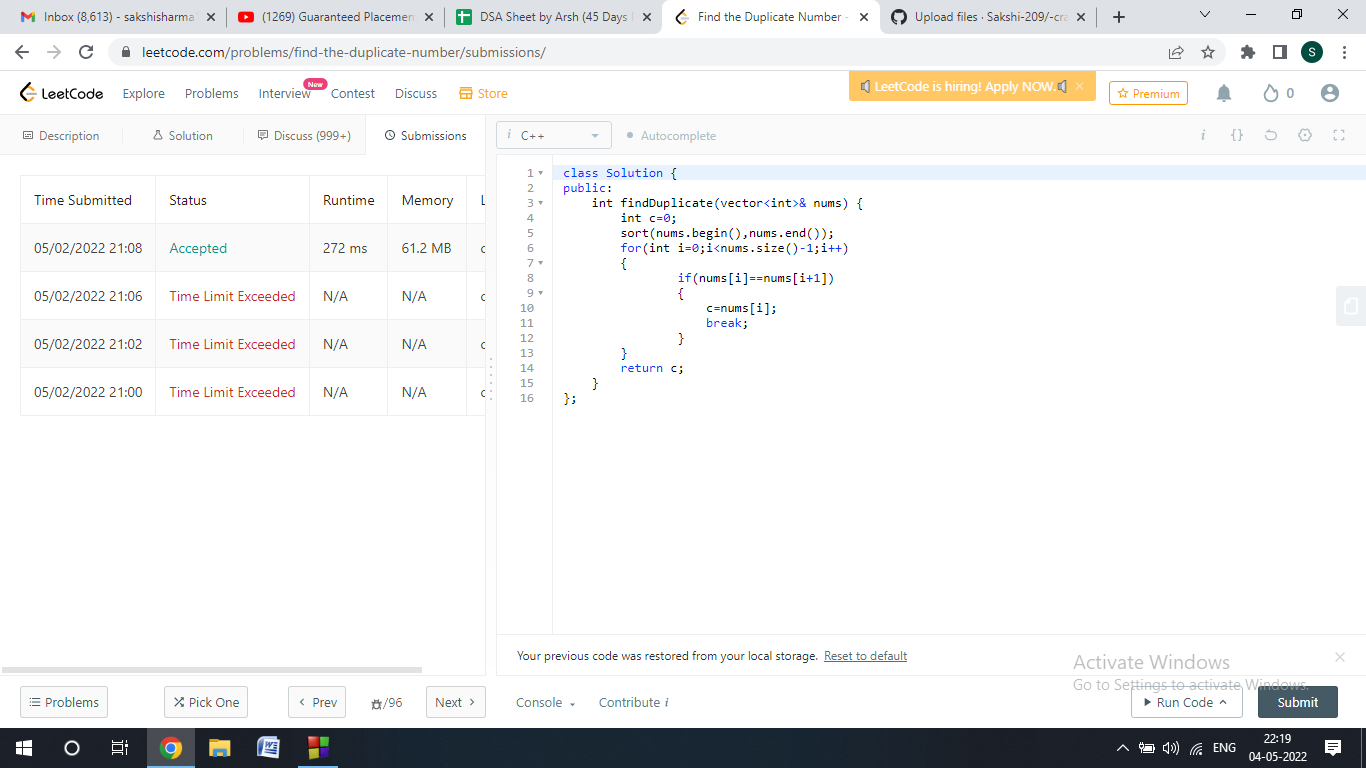 Inbox (8,613) - sakshisharma
(1269) Guaranteed Placemen
DSA Sheet by Arsh (45 Days
Find the Duplicate Number -
Upload files · Sakshi-209/-cra
leetcode.com/problems/find-the-duplicate-number/submissions/
S
LeetCode
Explore
Problems
Interview
New
Contest
Discuss
Store
LeetCode is hiring! Apply NOW.
Premium
0
Description
Solution
Discuss (999+)
Submissions
i C++
Autocomplete
i
{}
Time Submitted Status Runtime Memory
05/02/2022 21:08 Accepted 272 ms 61.2 MB c
05/02/2022 21:06 Time Limit Exceeded N/A N/A c
05/02/2022 21:02 Time Limit Exceeded N/A N/A c
05/02/2022 21:00 Time Limit Exceeded N/A N/A c
1 class Solution {
2 public:
3 int findDuplicate(vector<int>& nums) {
4 int c=0;
5 sort(nums.begin(),nums.end());
6 for(int i=0;i<nums.size()-1;i++)
7 {
8 if(nums[i]==nums[i+1])
9 {
10 c=nums[i];
11 break;
12 }
13 }
14 return c;
15 }
16 };
Your previous code was restored from your local storage. Reset to default
Activate Windows
Go to Settings to activate Windows.
Problems
Pick One
Prev
/96
Next
Console
Contribute i
Run Code
Submit
ENG
22:19
04-05-2022